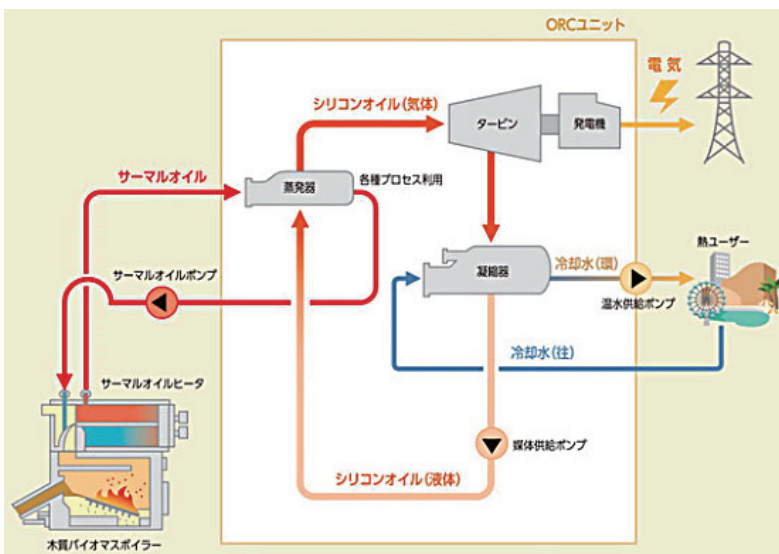 ORCユニット
電気
シリコンオイル(気体)
タービン
発電機
サーマルオイル
蒸発器
各種プロセス利用
熱ユーザー
凝縮器
冷却水(環)
サーマルオイルポンプ
温水供給ポンプ
冷却水(往)
サーマルオイルヒータ
媒体供給ポンプ
シリコンオイル(液体)
木質バイオマスボイラー